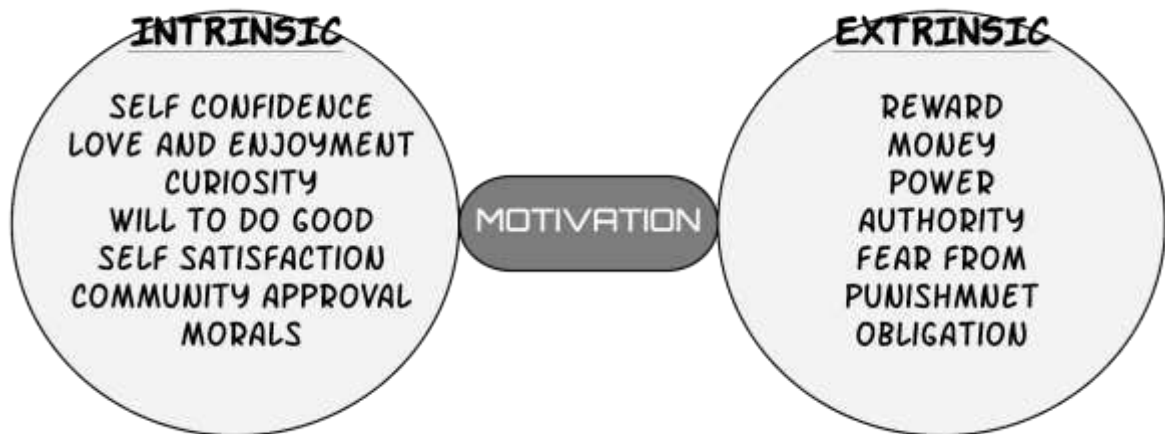 INTRINSIC
SELF CONFIDENCE
LOVE AND ENJOYMENT
CURIOSITY
WILL TO DO GOOD
SELF SATISFACTION
COMMUNITY APPROVAL
MORALS
MOTIVATION
EXTRINSIC
REWARD
MONEY
POWER
AUTHORITY
FEAR FROM
PUNISHMNET
OBLIGATION